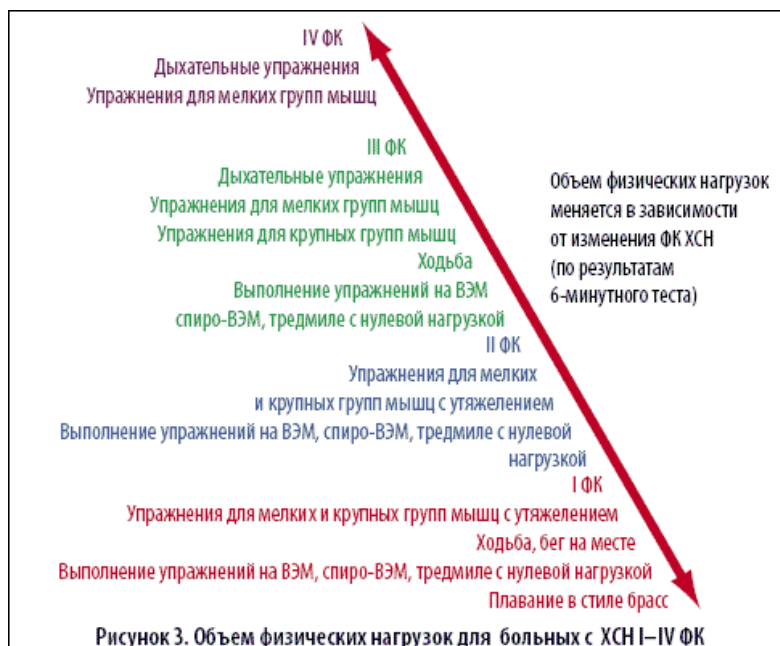 IV ФК
Дыхательные упражнения
Упражнения для мелких групп мышц
III ФК
Дыхательные упражнения
Упражнения для мелких групп мышц
Упражнения для крупных групп мышц
Ходьба
Выполнение упражнений на ВЭМ
спиро-ВЭМ, тредмиле с нулевой нагрузкой
Объем физических нагрузок
меняется в зависимости
от изменения ФК ХСН
(по результатам
6-минутного теста)
II ФК
Упражнения для мелких
и крупных групп мышц с утяжелением
Выполнение упражнений на ВЭМ, спиро-ВЭМ, тредмиле с нулевой
нагрузкой
I ФК
Упражнения для мелких и крупных групп мышц с утяжелением
Ходьба, бег на месте
Выполнение упражнений на ВЭМ, спиро-ВЭМ, тредмиле с нулевой нагрузкой
Плавание в стиле брасс
Рисунок 3. Объем физических нагрузок для больных с ХСН I–IV ФК